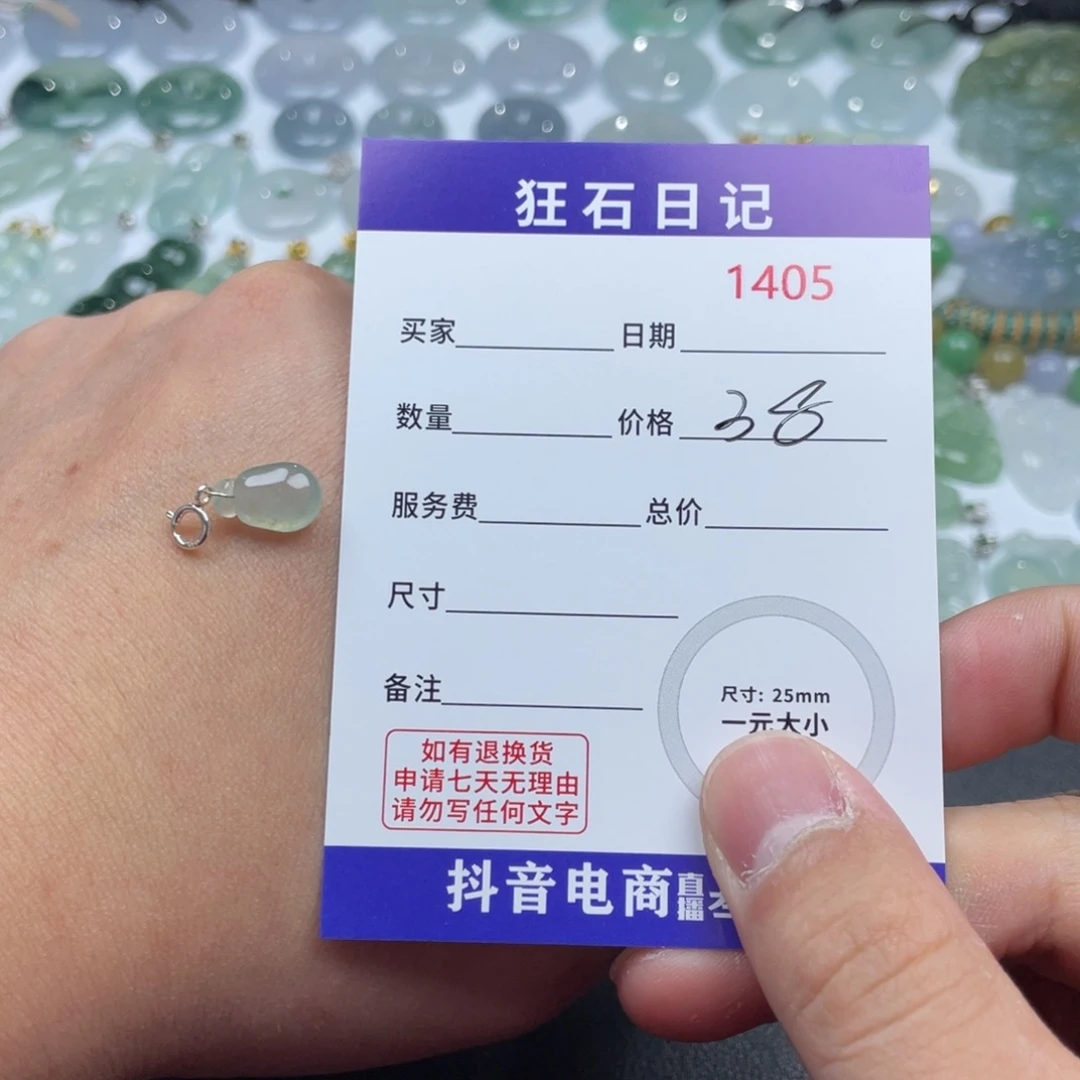 狂石日记
1405
买家 日期
数量 价格 38
服务费 总价
尺寸
备注
尺寸: 25mm
一元大小
如有退换货
申请七天无理由
请勿写任何文字
抖音电商直播